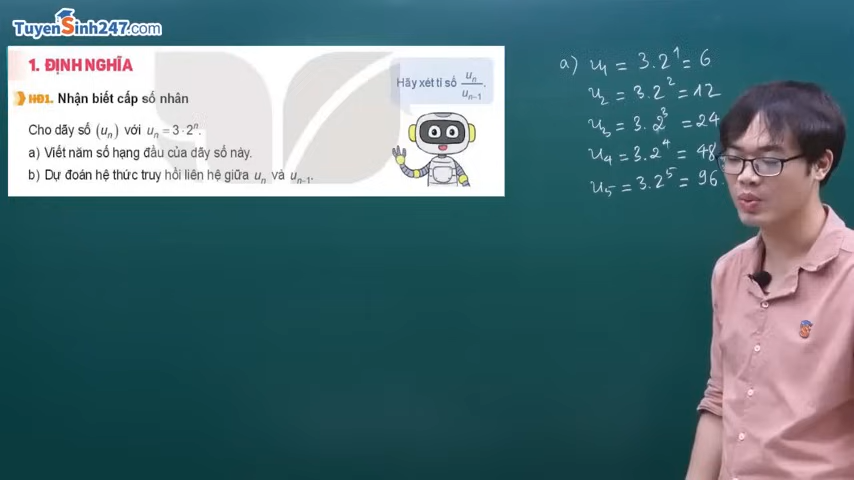 TuyenSinh247.com
1. ĐỊNH NGHĨA
HĐ1. Nhận biết cấp số nhân
Cho dãy số (uₙ) với uₙ = 3·2ⁿ.
a) Viết năm số hạng đầu của dãy số này.
b) Dự đoán hệ thức truy hồi liên hệ giữa uₙ và uₙ₋₁.
Hãy xét tỉ số uₙ/uₙ₋₁.
a) u₁ = 3.2¹ = 6
u₂ = 3.2² = 12
u₃ = 3.2³ = 24
u₄ = 3.2⁴ = 48
u₅ = 3.2⁵ = 96.